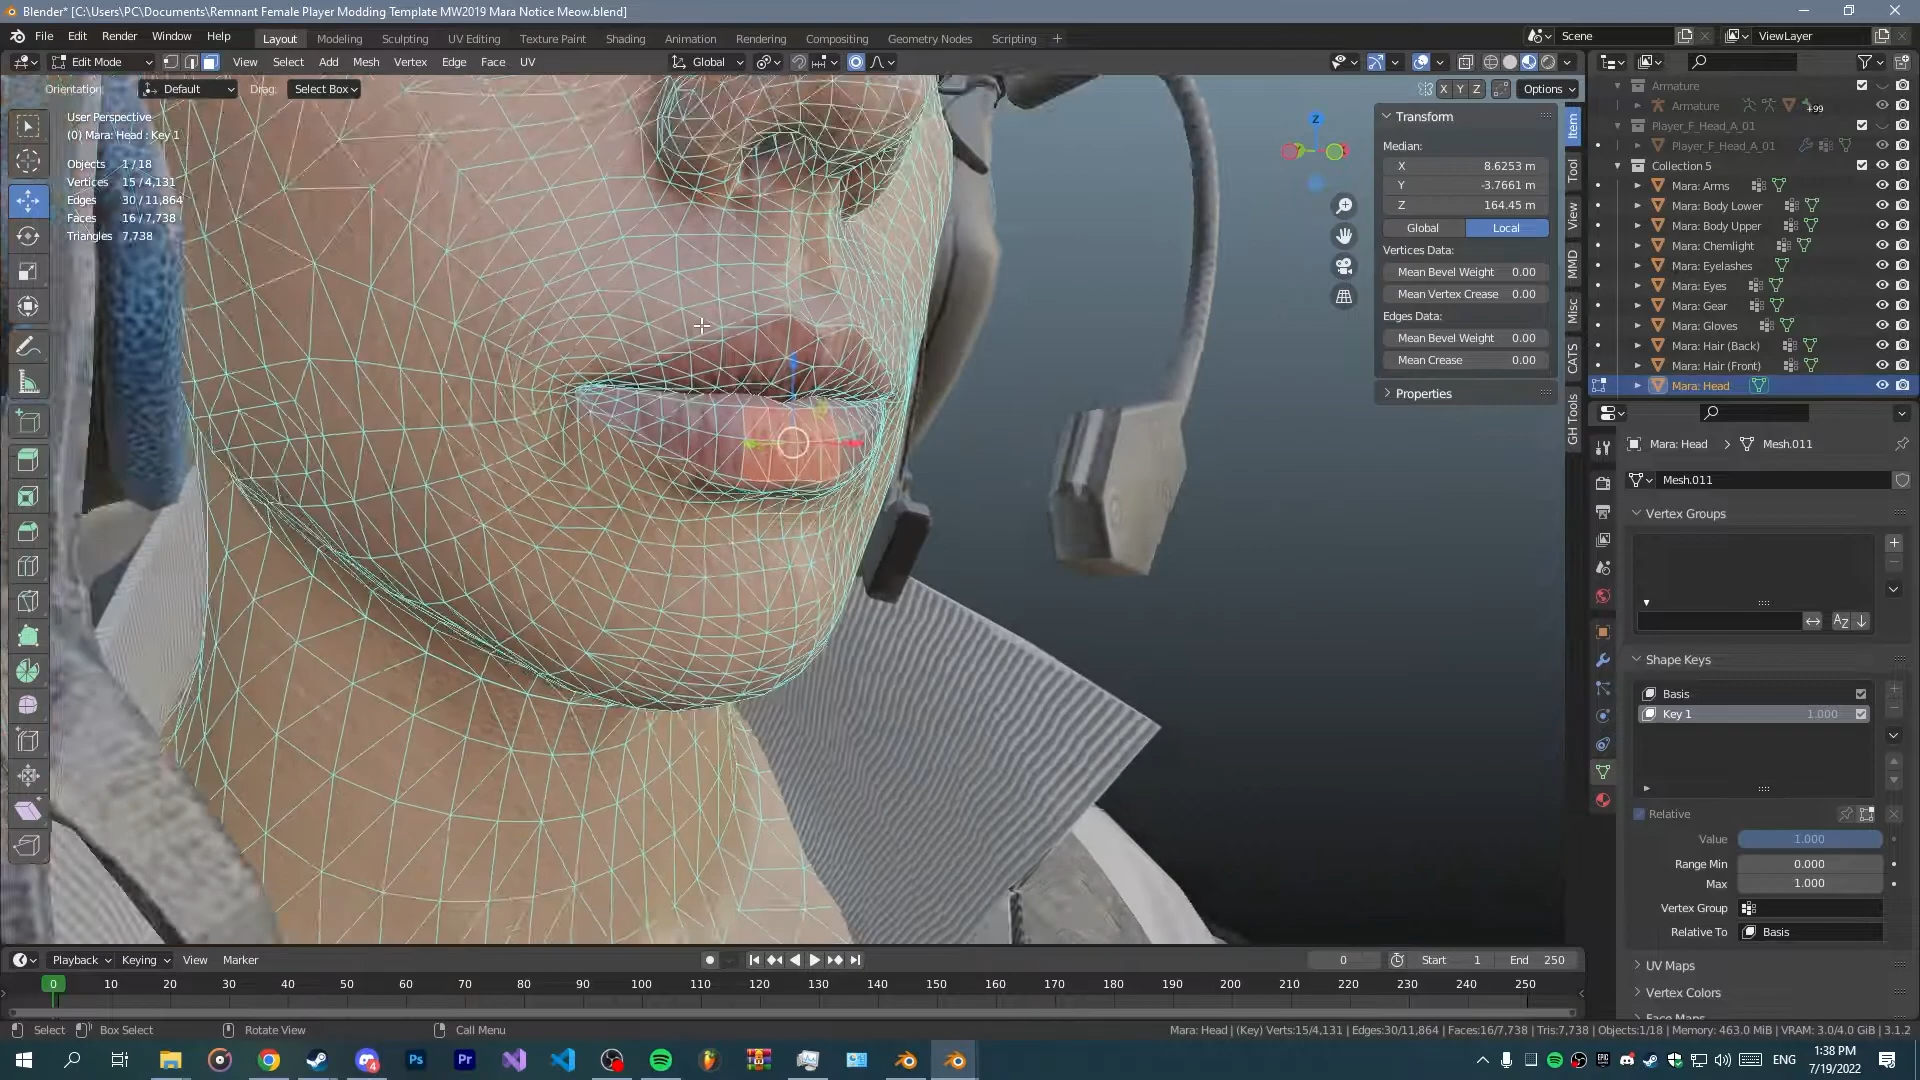 Blender* [C:\Users\PC\Documents\Remnant Female Player Modding Template MW2019 Mara Notice Meow.blend]
File Edit Render Window Help
Layout Modeling Sculpting UV Editing Texture Paint Shading Animation Rendering Compositing Geometry Nodes Scripting
Scene ViewLayer
Edit Mode View Select Add Mesh Vertex Edge Face UV Global
Orientation: Default Drag: Select Box X Y Z Options
User Perspective
(0) Mara: Head : Key 1
Objects 1/18
Vertices 15/4,131
Edges 30/11,864
Faces 16/7,738
Triangles 7,738
Z
Transform
Median:
X 8.6253 m
Y -3.7661 m
Z 164.45 m
Global Local
Vertices Data:
Mean Bevel Weight 0.00
Mean Vertex Crease 0.00
Edges Data:
Mean Bevel Weight 0.00
Mean Crease 0.00
Properties
Item
Tool
View
MMD
Misc
CATS
GH Tools
Armature
Armature +99
Player_F_Head_A_01
Player_F_Head_A_01
Collection 5
Mara: Arms
Mara: Body Lower
Mara: Body Upper
Mara: Chemlight
Mara: Eyelashes
Mara: Eyes
Mara: Gear
Mara: Gloves
Mara: Hair (Back)
Mara: Hair (Front)
Mara: Head
Mara: Head > Mesh.011
Mesh.011
Vertex Groups
Shape Keys
Basis
Key 1 1.000
Relative
Value 1.000
Range Min 0.000
Max 1.000
Vertex Group
Relative To Basis
UV Maps
Vertex Colors
Face Maps
Playback Keying View Marker 0 Start 1 End 250
0 10 20 30 40 50 60 70 80 90 100 110 120 130 140 150 160 170 180 190 200 210 220 230 240 250
Select Box Select Rotate View Call Menu
Mara: Head | (Key) Verts:15/4,131 | Edges:30/11,864 | Faces:16/7,738 | Tris:7,738 | Objects:1/18 | Memory: 463.0 MiB | VRAM: 3.0/4.0 GiB | 3.1.2
4 Ps Pr ENG 1:38 PM
7/19/2022